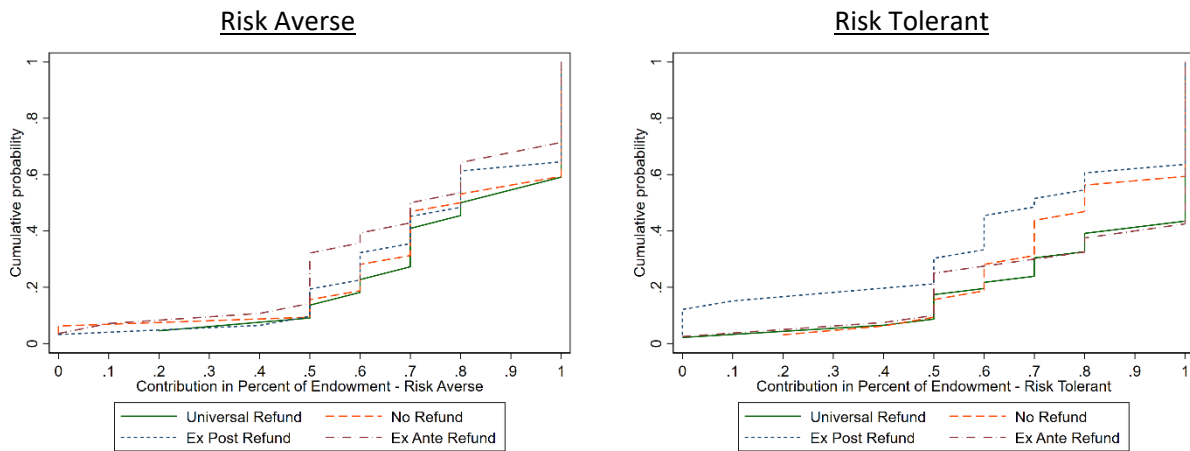 Risk Averse
Cumulative probability
1
.8
.6
.4
.2
0
0 .1 .2 .3 .4 .5 .6 .7 .8 .9 1
Contribution in Percent of Endowment - Risk Averse
Universal Refund No Refund
Ex Post Refund Ex Ante Refund
Risk Tolerant
Cumulative probability
1
.8
.6
.4
.2
0
0 .1 .2 .3 .4 .5 .6 .7 .8 .9 1
Contribution in Percent of Endowment - Risk Tolerant
Universal Refund No Refund
Ex Post Refund Ex Ante Refund